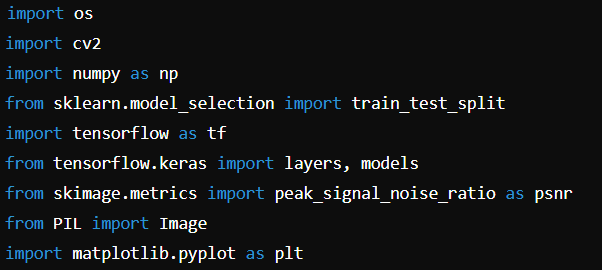 import os
import cv2
import numpy as np
from sklearn.model_selection import train_test_split
import tensorflow as tf
from tensorflow.keras import layers, models
from skimage.metrics import peak_signal_noise_ratio as psnr
from PIL import Image
import matplotlib.pyplot as plt